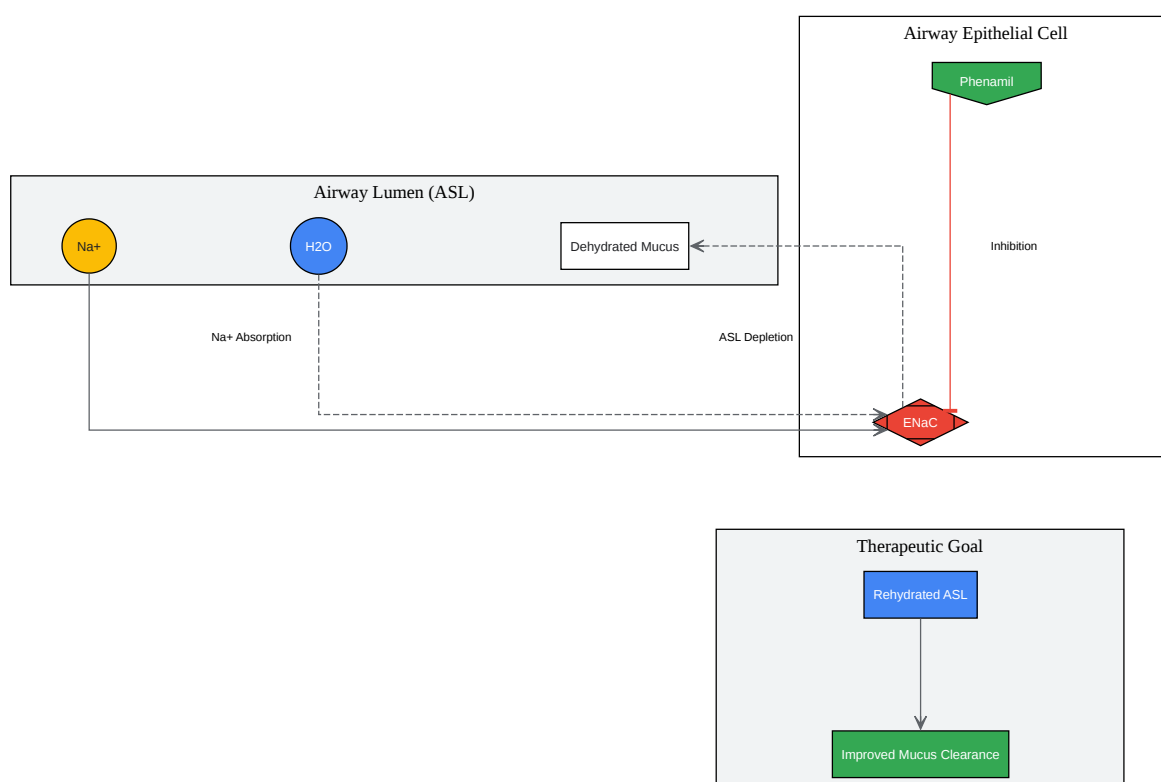 Airway Epithelial Cell
Phenamil
Airway Lumen (ASL)
Na+
H2O
Dehydrated Mucus
Inhibition
Na+ Absorption
ASL Depletion
ENaC
Therapeutic Goal
Rehydrated ASL
Improved Mucus Clearance